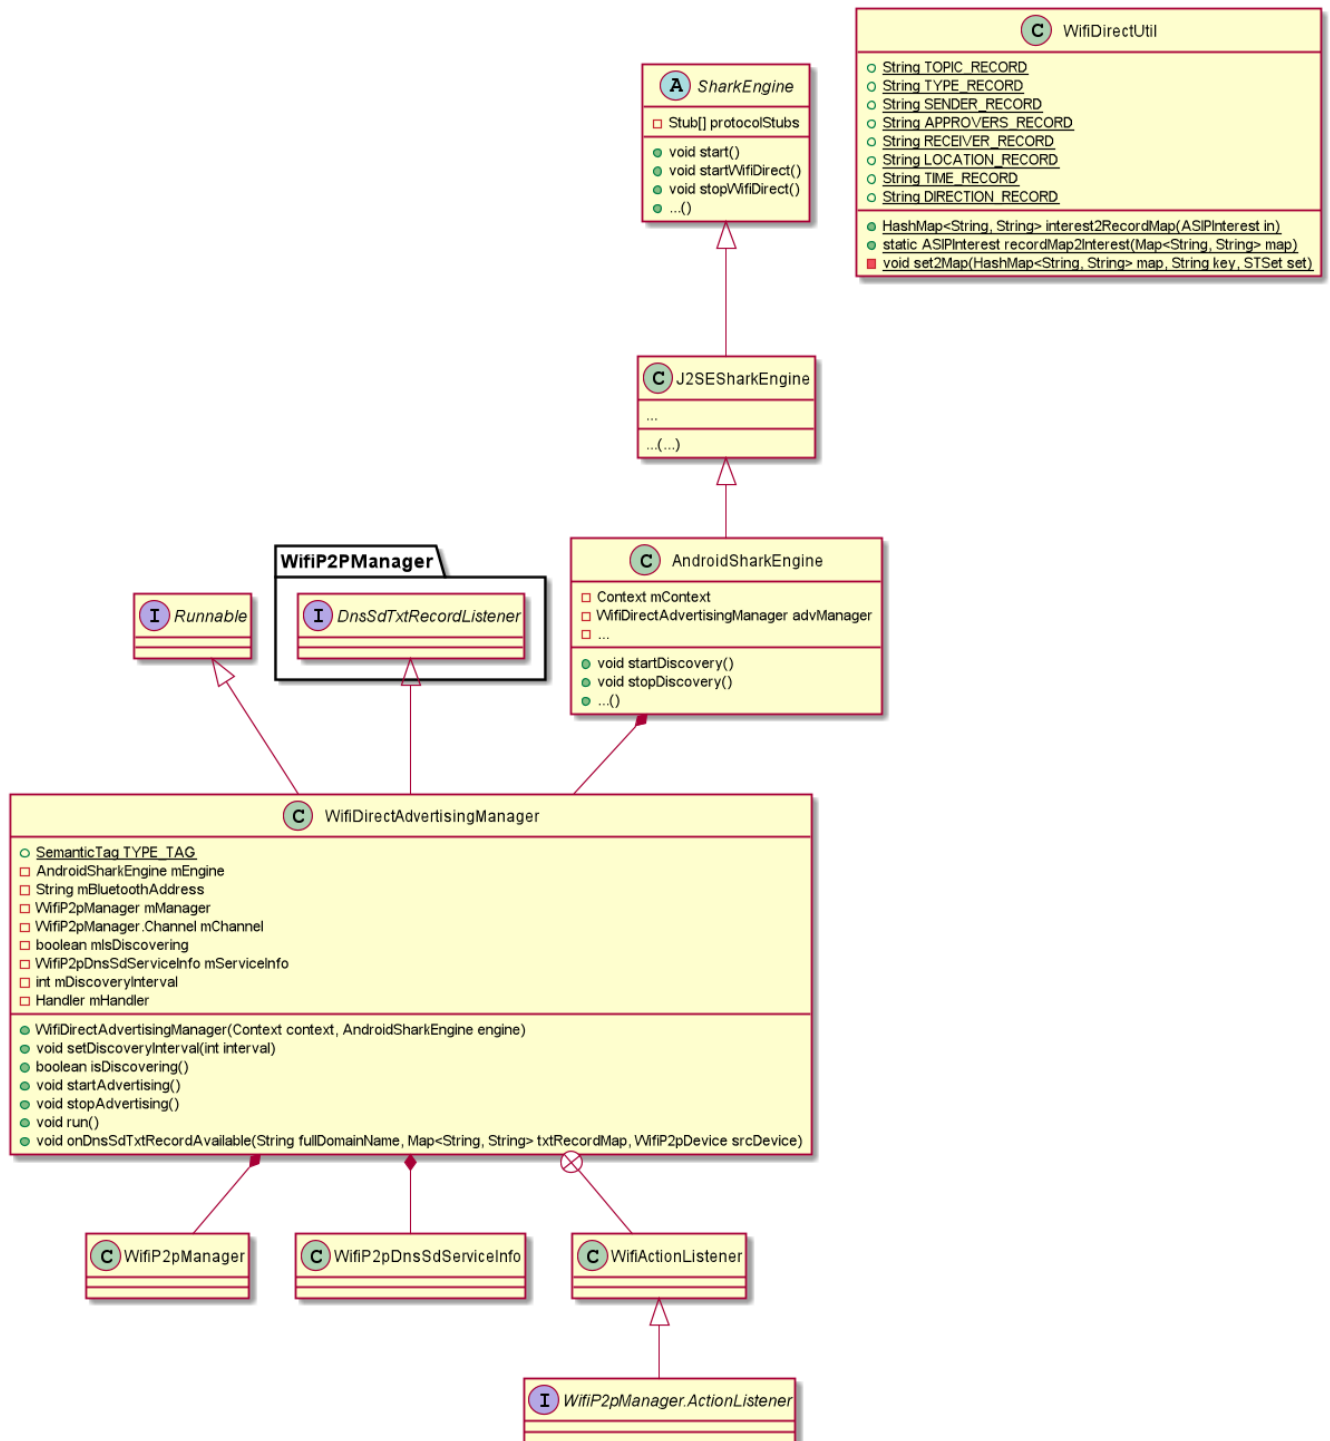 C WifiDirectUtil
String TOPIC_RECORD
String TYPE_RECORD
String SENDER_RECORD
String APPROVERS_RECORD
String RECEIVER_RECORD
String LOCATION_RECORD
String TIME_RECORD
String DIRECTION_RECORD
HashMap<String, String> interest2RecordMap(ASIPInterest in)
static ASIPInterest recordMap2Interest(Map<String, String> map)
void set2Map(HashMap<String, String> map, String key, STSet set)
A SharkEngine
Stub[] protocolStubs
void start()
void startWifiDirect()
void stopWifiDirect()
...()
C J2SESharkEngine
...
...(...)
WifiP2PManager
I Runnable
I DnsSdTxtRecordListener
C AndroidSharkEngine
Context mContext
WifiDirectAdvertisingManager advManager
...
void startDiscovery()
void stopDiscovery()
...()
C WifiDirectAdvertisingManager
SemanticTag TYPE_TAG
AndroidSharkEngine mEngine
String mBluetoothAddress
WifiP2pManager mManager
WifiP2pManager.Channel mChannel
boolean mIsDiscovering
WifiP2pDnsSdServiceInfo mServiceInfo
int mDiscoveryInterval
Handler mHandler
WifiDirectAdvertisingManager(Context context, AndroidSharkEngine engine)
void setDiscoveryInterval(int interval)
boolean isDiscovering()
void startAdvertising()
void stopAdvertising()
void run()
void onDnsSdTxtRecordAvailable(String fullDomainName, Map<String, String> txtRecordMap, WifiP2pDevice srcDevice)
C WifiP2pManager
C WifiP2pDnsSdServiceInfo
C WifiActionListener
I WifiP2pManager.ActionListener